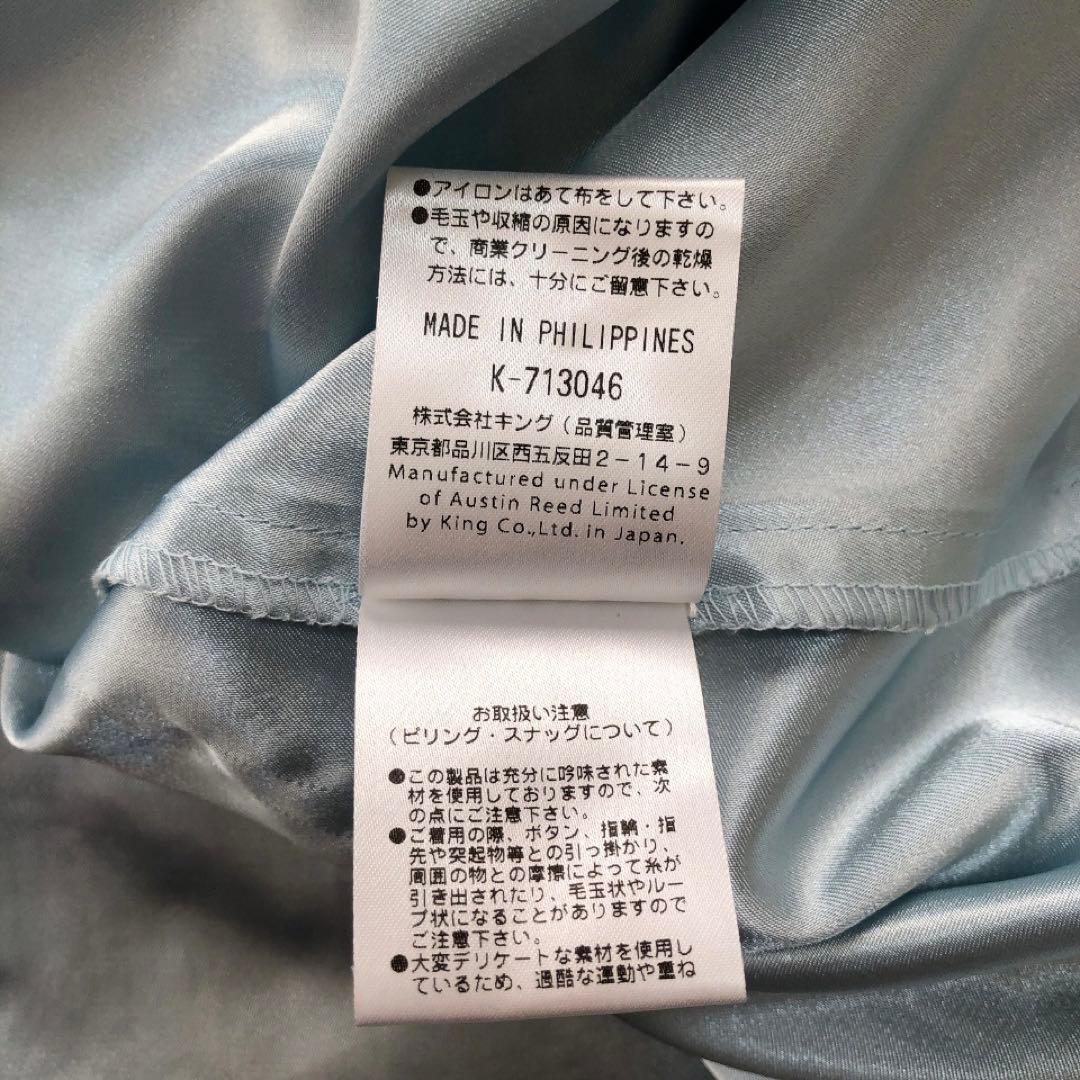 ●アイロンはあて布をして下さい。
●毛玉や収縮の原因になりますの
で、商業クリーニング後の乾燥
方法には、十分にご留意下さい。
MADE IN PHILIPPINES
K-713046
株式会社キング(品質管理室)
東京都品川区西五反田2-14-9
Manufactured under License
of Austin Reed Limited
by King Co.,Ltd. in Japan.
お取扱い注意
(ピリング・スナッグについて)
●この製品は充分に吟味された素
材を使用しておりますので、次
の点にご注意下さい。
●ご着用の際、ボタン、指輪・指
先や突起物等との引っ掛かり、
周囲の物との摩擦によって糸が
引き出されたり、毛玉状やルー
プ状になることがありますので
ご注意下さい。
●大変デリケートな素材を使用し
ているため、過酷な運動や重ね